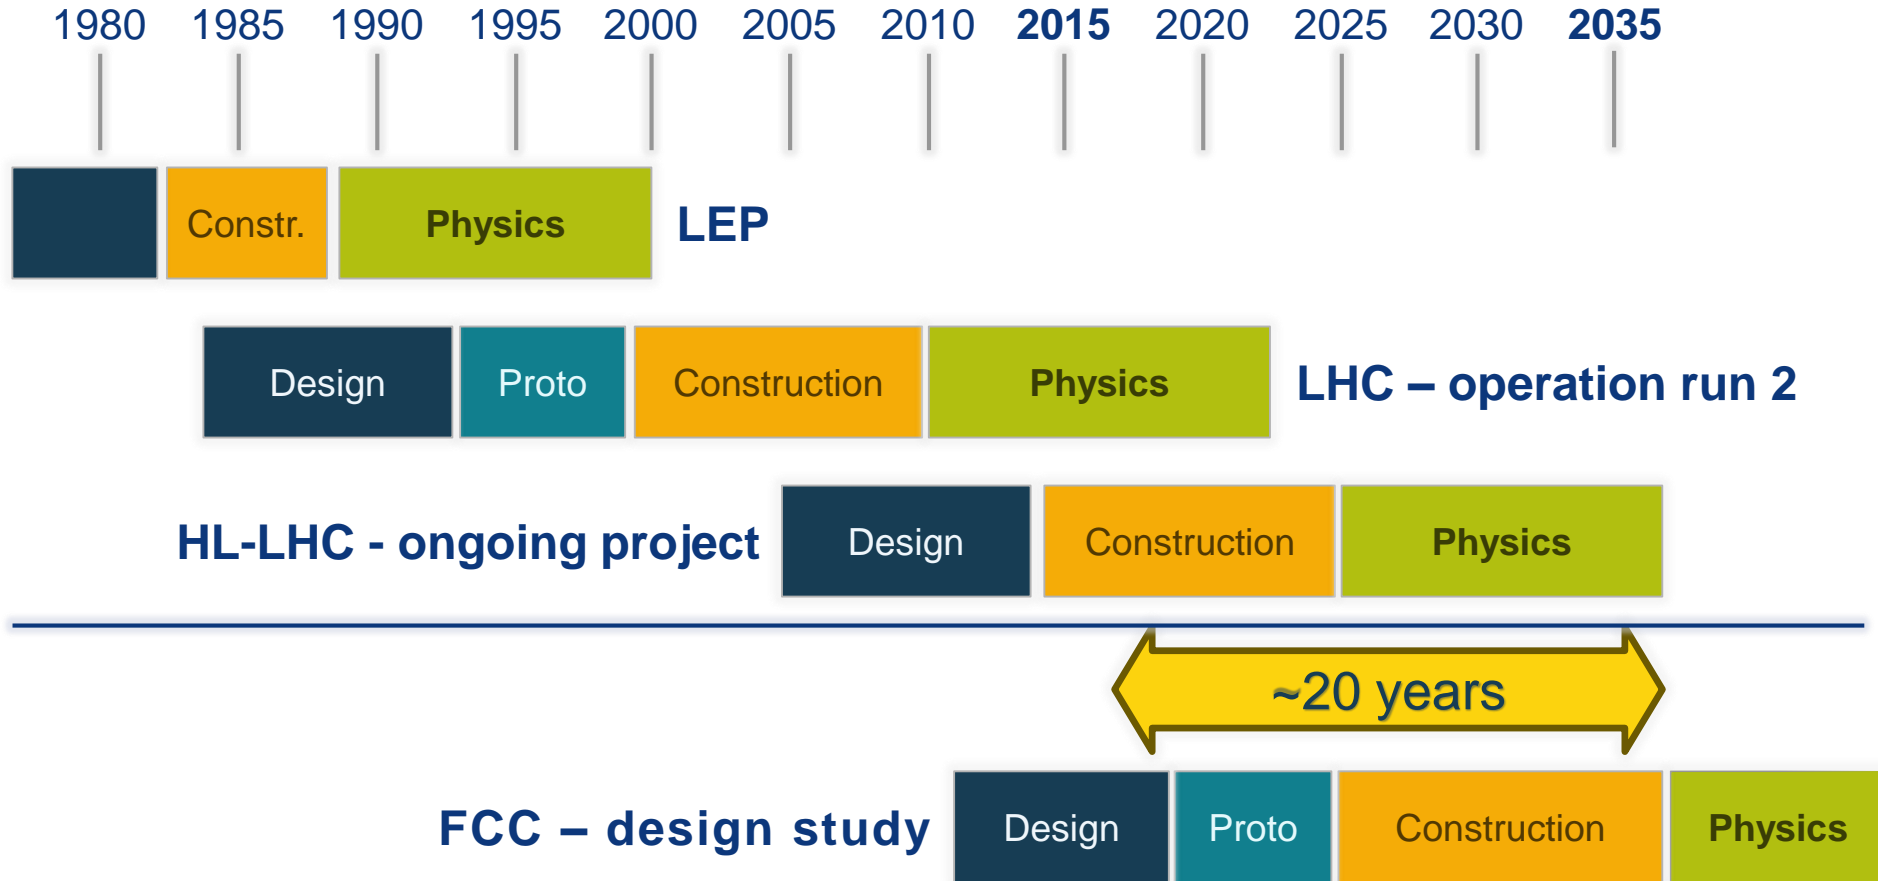 1980 1985 1990 1995 2000 2005 2010 2015 2020 2025 2030 2035
Constr. Physics LEP
Design Proto Construction Physics LHC – operation run 2
HL-LHC - ongoing project Design Construction Physics
~20 years
FCC – design study Design Proto Construction Physics